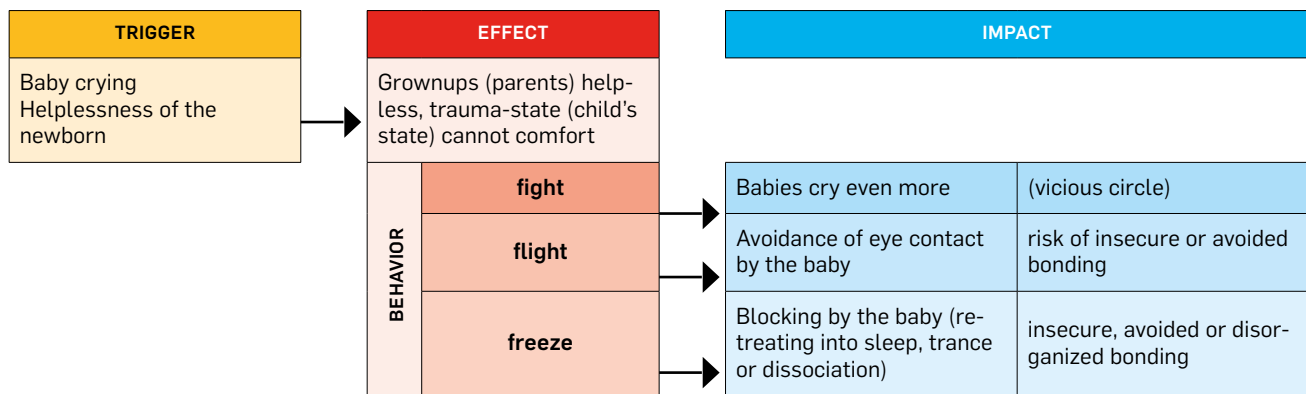 TRIGGER
Baby crying
Helplessness of the
newborn
EFFECT
Grownups (parents) help-
less, trauma-state (child’s
state) cannot comfort
BEHAVIOR
fight
flight
freeze
IMPACT
Babies cry even more
(vicious circle)
Avoidance of eye contact
by the baby
risk of insecure or avoided
bonding
Blocking by the baby (re-
treating into sleep, trance
or dissociation)
insecure, avoided or disor-
ganized bonding